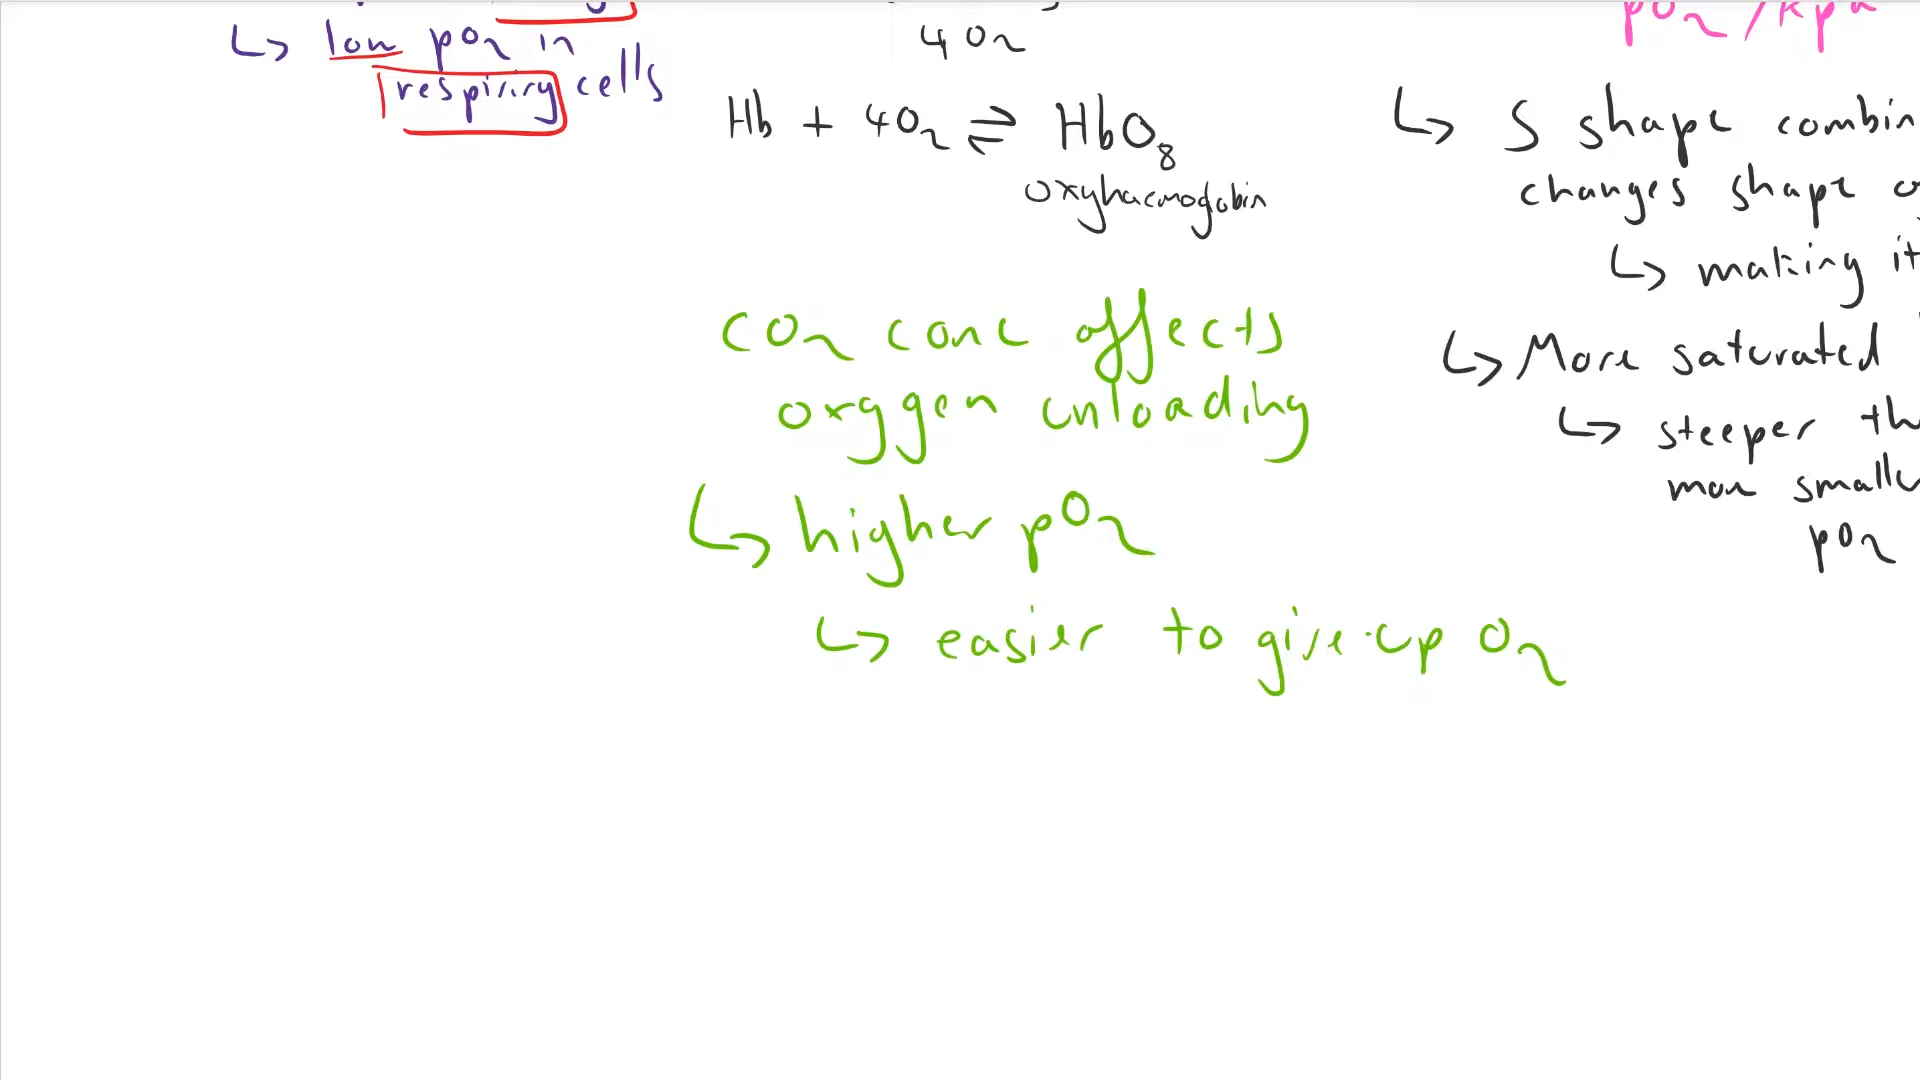 ↳ low pO₂ in
respiring cells
4O₂
Hb + 4O₂ ⇌ HbO₈
oxyhaemoglobin
CO₂ conc affects
oxygen unloading
↳ higher pO₂
↳ easier to give up O₂
pO₂ / kpa
↳ S shape combin
changes shape o
↳ making it
↳ More saturated
↳ steeper th
more smaller
pO₂